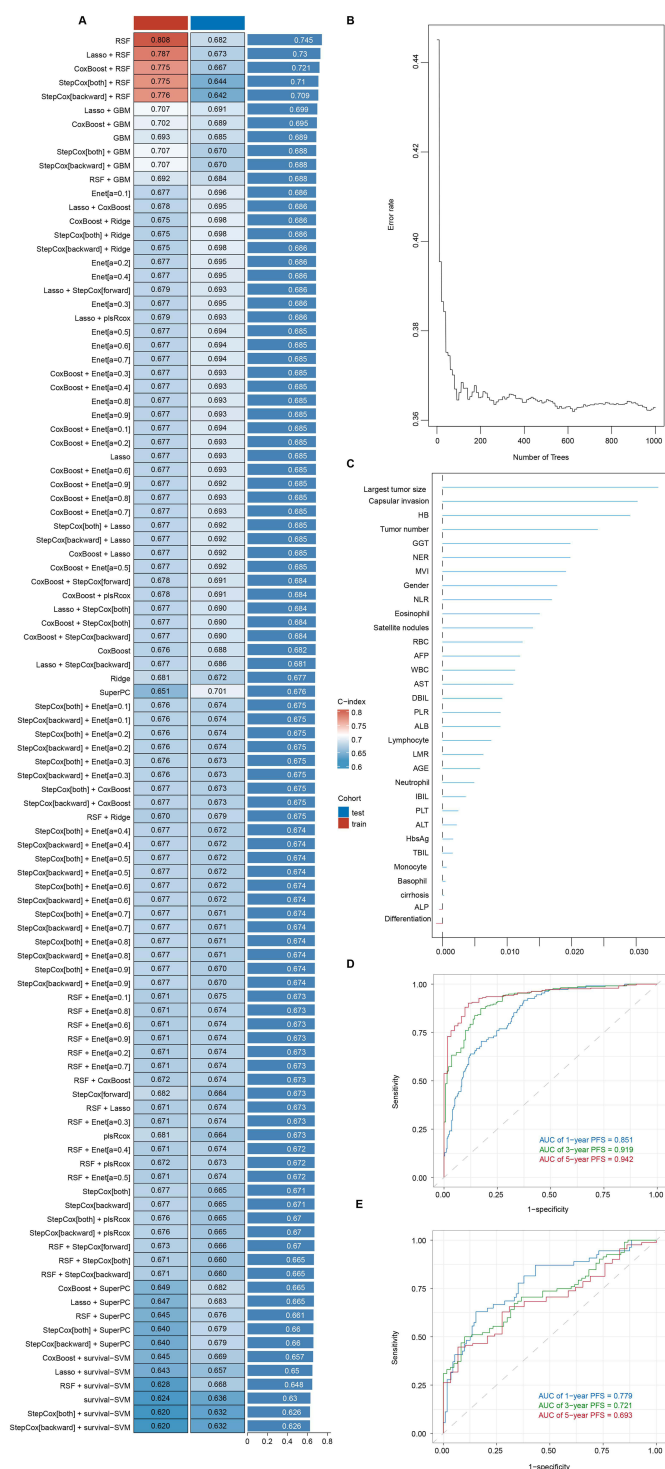 A
RSF 0.808 0.682 0.745
Lasso + RSF 0.787 0.673 0.73
CoxBoost + RSF 0.775 0.667 0.721
StepCox[both] + RSF 0.775 0.644 0.71
StepCox[backward] + RSF 0.776 0.642 0.709
Lasso + GBM 0.707 0.691 0.699
CoxBoost + GBM 0.702 0.689 0.695
GBM 0.693 0.685 0.689
StepCox[both] + GBM 0.707 0.670 0.688
StepCox[backward] + GBM 0.707 0.670 0.688
RSF + GBM 0.692 0.684 0.688
Enet[a=0.1] 0.677 0.696 0.686
Lasso + CoxBoost 0.678 0.695 0.686
CoxBoost + Ridge 0.675 0.698 0.686
StepCox[both] + Ridge 0.675 0.698 0.686
StepCox[backward] + Ridge 0.675 0.698 0.686
Enet[a=0.2] 0.677 0.695 0.686
Enet[a=0.4] 0.677 0.695 0.686
Lasso + StepCox[forward] 0.679 0.693 0.686
Enet[a=0.3] 0.677 0.695 0.686
Lasso + plsRcox 0.679 0.693 0.686
Enet[a=0.5] 0.677 0.694 0.685
Enet[a=0.6] 0.677 0.694 0.685
Enet[a=0.7] 0.677 0.694 0.685
CoxBoost + Enet[a=0.3] 0.677 0.693 0.685
CoxBoost + Enet[a=0.4] 0.677 0.693 0.685
Enet[a=0.8] 0.677 0.693 0.685
Enet[a=0.9] 0.677 0.693 0.685
CoxBoost + Enet[a=0.1] 0.677 0.694 0.685
CoxBoost + Enet[a=0.2] 0.677 0.693 0.685
Lasso 0.677 0.693 0.685
CoxBoost + Enet[a=0.6] 0.677 0.693 0.685
CoxBoost + Enet[a=0.9] 0.677 0.692 0.685
CoxBoost + Enet[a=0.8] 0.677 0.693 0.685
CoxBoost + Enet[a=0.7] 0.677 0.693 0.685
StepCox[both] + Lasso 0.677 0.692 0.685
StepCox[backward] + Lasso 0.677 0.692 0.685
CoxBoost + Lasso 0.677 0.692 0.685
CoxBoost + Enet[a=0.5] 0.677 0.692 0.685
CoxBoost + StepCox[forward] 0.678 0.691 0.684
CoxBoost + plsRcox 0.678 0.691 0.684
Lasso + StepCox[both] 0.677 0.690 0.684
CoxBoost + StepCox[both] 0.677 0.690 0.684
CoxBoost + StepCox[backward] 0.677 0.690 0.684
CoxBoost 0.676 0.688 0.682
Lasso + StepCox[backward] 0.677 0.686 0.681
Ridge 0.681 0.672 0.677
SuperPC 0.651 0.701 0.676
StepCox[both] + Enet[a=0.1] 0.676 0.674 0.675
StepCox[backward] + Enet[a=0.1] 0.676 0.674 0.675
StepCox[both] + Enet[a=0.2] 0.676 0.674 0.675
StepCox[backward] + Enet[a=0.2] 0.676 0.674 0.675
StepCox[both] + Enet[a=0.3] 0.676 0.673 0.675
StepCox[backward] + Enet[a=0.3] 0.676 0.673 0.675
StepCox[both] + CoxBoost 0.677 0.673 0.675
StepCox[backward] + CoxBoost 0.677 0.673 0.675
RSF + Ridge 0.670 0.679 0.675
StepCox[both] + Enet[a=0.4] 0.677 0.672 0.674
StepCox[backward] + Enet[a=0.4] 0.677 0.672 0.674
StepCox[both] + Enet[a=0.5] 0.677 0.672 0.674
StepCox[backward] + Enet[a=0.5] 0.677 0.672 0.674
StepCox[both] + Enet[a=0.6] 0.677 0.672 0.674
StepCox[backward] + Enet[a=0.6] 0.677 0.672 0.674
StepCox[both] + Enet[a=0.7] 0.677 0.671 0.674
StepCox[backward] + Enet[a=0.7] 0.677 0.671 0.674
StepCox[both] + Enet[a=0.8] 0.677 0.671 0.674
StepCox[backward] + Enet[a=0.8] 0.677 0.671 0.674
StepCox[both] + Enet[a=0.9] 0.677 0.670 0.674
StepCox[backward] + Enet[a=0.9] 0.677 0.670 0.674
RSF + Enet[a=0.1] 0.671 0.675 0.673
RSF + Enet[a=0.8] 0.671 0.674 0.673
RSF + Enet[a=0.6] 0.671 0.674 0.673
RSF + Enet[a=0.9] 0.671 0.674 0.673
RSF + Enet[a=0.2] 0.671 0.674 0.673
RSF + Enet[a=0.7] 0.671 0.674 0.673
RSF + CoxBoost 0.672 0.674 0.673
StepCox[forward] 0.682 0.664 0.673
RSF + Lasso 0.671 0.674 0.673
RSF + Enet[a=0.3] 0.671 0.674 0.673
plsRcox 0.681 0.664 0.673
RSF + Enet[a=0.4] 0.671 0.674 0.672
RSF + plsRcox 0.672 0.673 0.672
RSF + Enet[a=0.5] 0.671 0.674 0.672
StepCox[both] 0.677 0.665 0.671
StepCox[backward] 0.677 0.665 0.671
StepCox[both] + plsRcox 0.676 0.665 0.67
StepCox[backward] + plsRcox 0.676 0.665 0.67
RSF + StepCox[forward] 0.673 0.666 0.67
RSF + StepCox[both] 0.671 0.660 0.665
RSF + StepCox[backward] 0.671 0.660 0.665
CoxBoost + SuperPC 0.649 0.682 0.665
Lasso + SuperPC 0.647 0.683 0.665
RSF + SuperPC 0.645 0.676 0.661
StepCox[both] + SuperPC 0.640 0.679 0.66
StepCox[backward] + SuperPC 0.640 0.679 0.66
CoxBoost + survival-SVM 0.645 0.669 0.657
Lasso + survival-SVM 0.643 0.657 0.65
RSF + survival-SVM 0.628 0.668 0.648
survival-SVM 0.624 0.636 0.63
StepCox[both] + survival-SVM 0.620 0.632 0.626
StepCox[backward] + survival-SVM 0.620 0.632 0.626
0 0.2 0.4 0.6 0.8
C-index
0.8
0.75
0.7
0.65
0.6
Cohort
test
train
B
Error rate
0.44
0.42
0.40
0.38
0.36
0 200 400 600 800 1000
Number of Trees
C
Largest tumor size
Capsular invasion
HB
Tumor number
GGT
NER
MVI
Gender
NLR
Eosinophil
Satellite nodules
RBC
AFP
WBC
AST
DBIL
PLR
ALB
Lymphocyte
LMR
AGE
Neutrophil
IBIL
PLT
ALT
HbsAg
TBIL
Monocyte
Basophil
cirrhosis
ALP
Differentiation
0.000 0.010 0.020 0.030
D
Sensitivity
1.00
0.75
0.50
0.25
0.00
AUC of 1-year PFS = 0.851
AUC of 3-year PFS = 0.919
AUC of 5-year PFS = 0.942
0.00 0.25 0.50 0.75 1.00
1-specificity
E
Sensitivity
1.00
0.75
0.50
0.25
0.00
AUC of 1-year PFS = 0.779
AUC of 3-year PFS = 0.721
AUC of 5-year PFS = 0.693
0.00 0.25 0.50 0.75 1.00
1-specificity